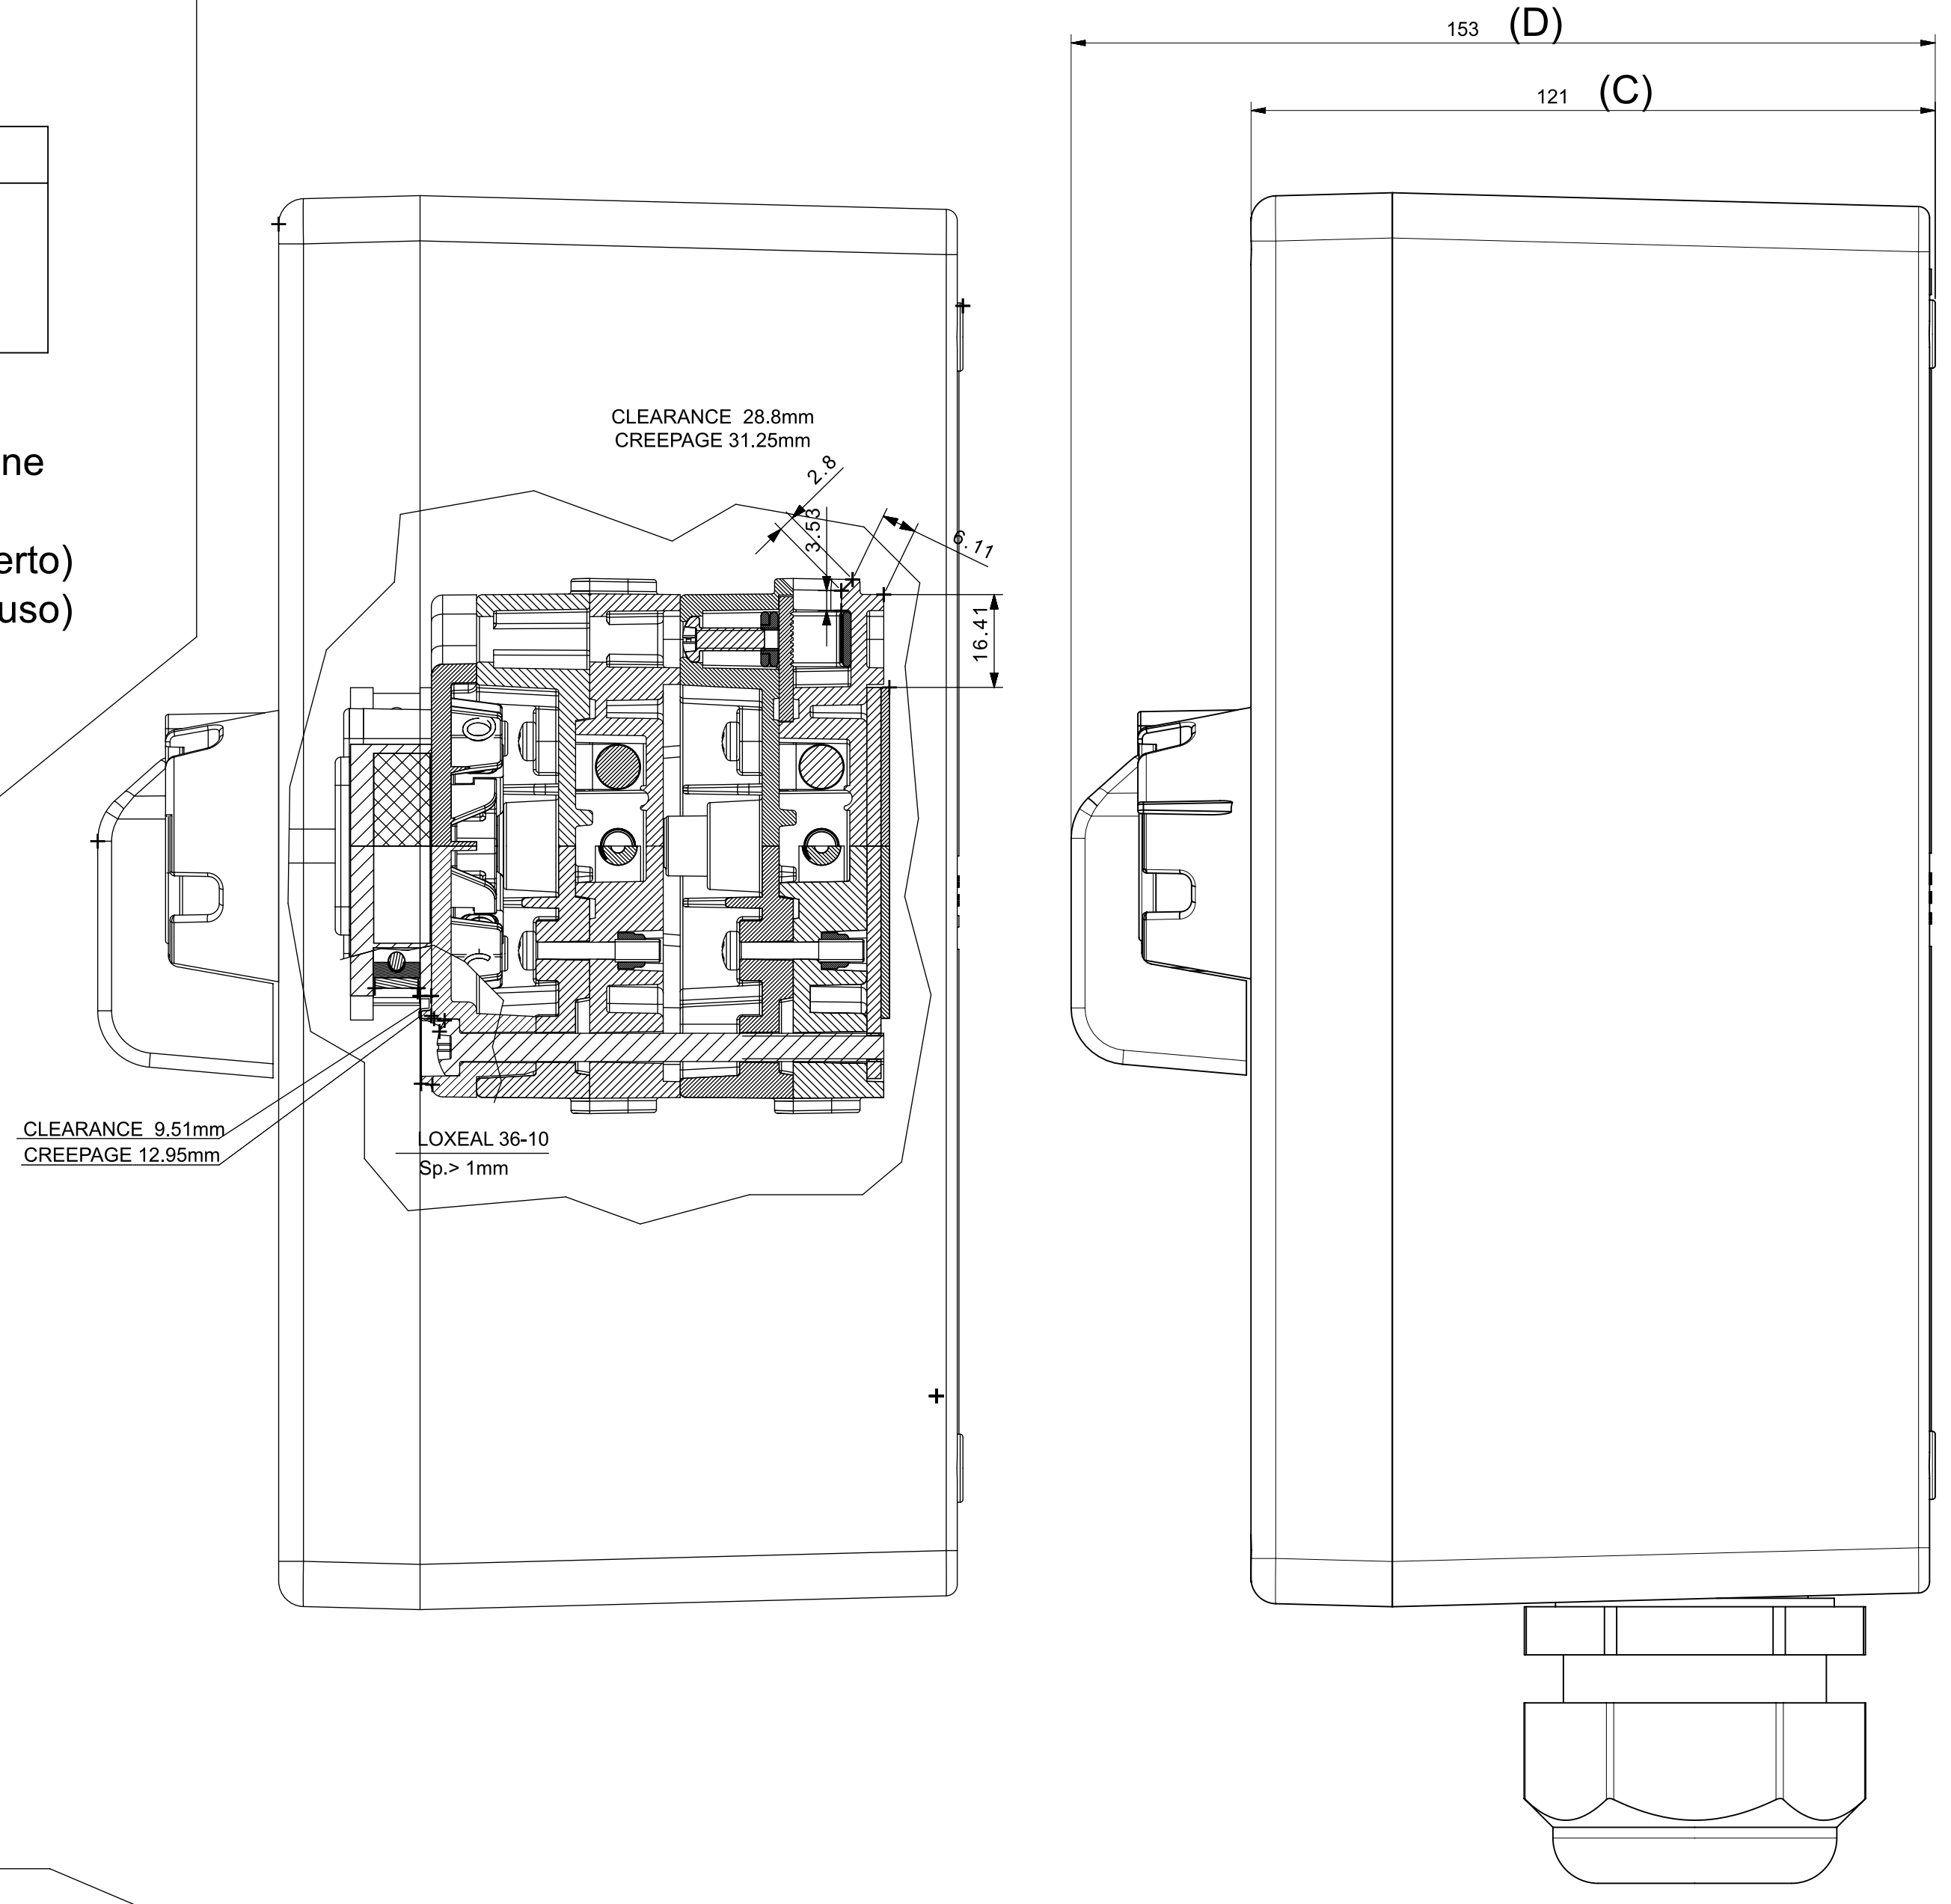 153 (D)
121 (C)
CLEARANCE 28.8mm
CREEPAGE 31.25mm
2.8
3.53
6.11
16.41
ne
erto)
uso)
CLEARANCE 9.51mm
CREEPAGE 12.95mm
LOXEAL 36-10
Sp.> 1mm